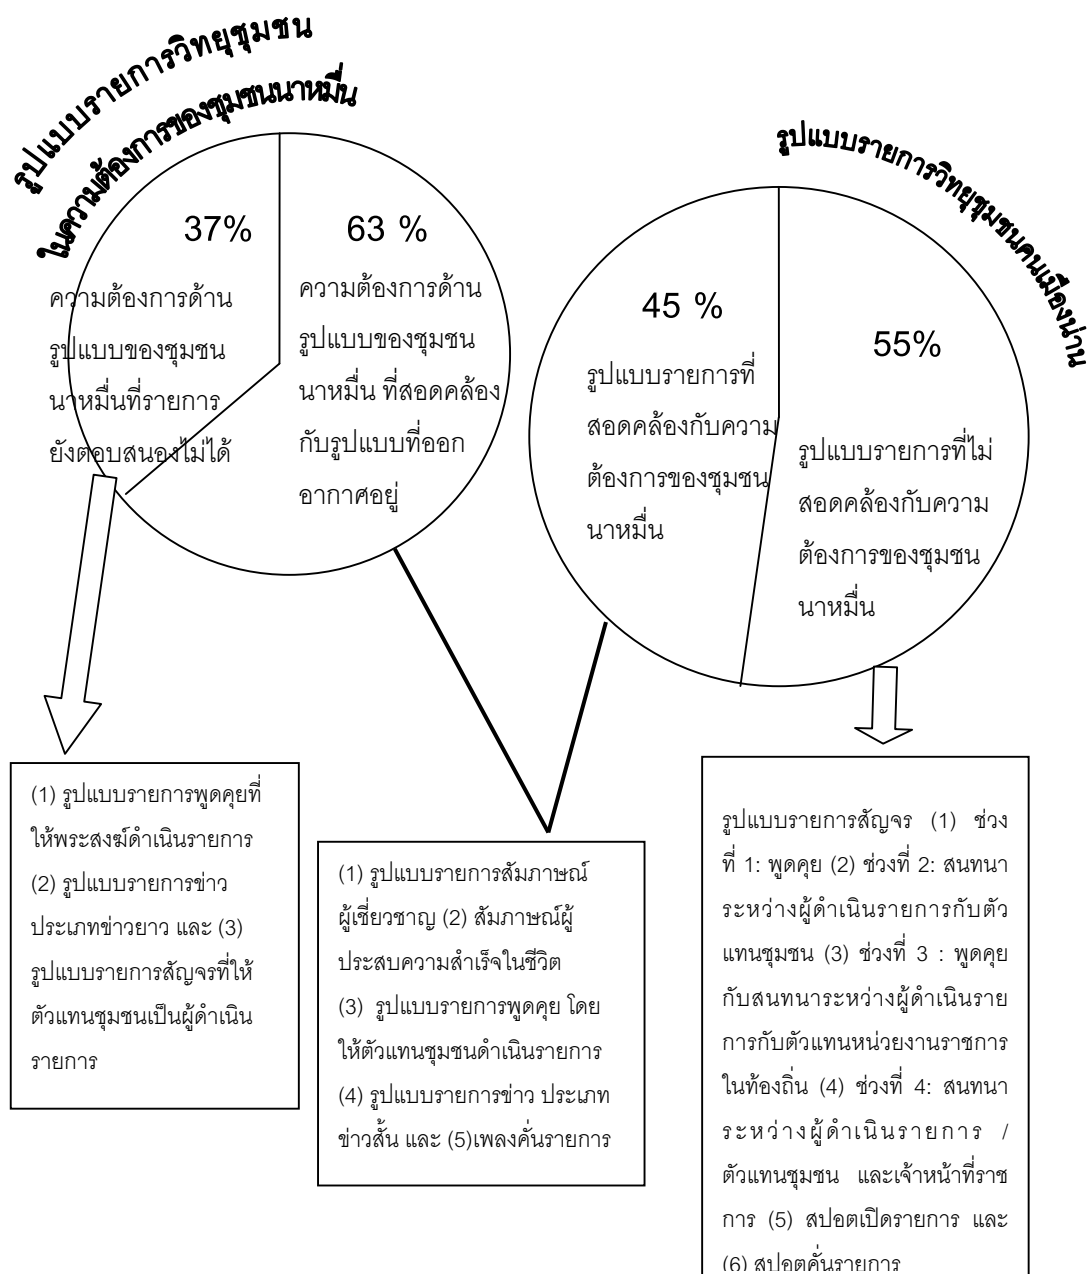 รูปแบบรายการวิทยุชุมชน
ในความต้องการของชุมชนนาหมื่น
37%
ความต้องการด้าน
รูปแบบของชุมชน
นาหมื่นที่รายการ
ยังตอบสนองไม่ได้
63 %
ความต้องการด้าน
รูปแบบของชุมชน
นาหมื่น ที่สอดคล้อง
กับรูปแบบที่ออก
อากาศอยู่
รูปแบบรายการวิทยุชุมชนคนเมืองน่าน
45 %
รูปแบบรายการที่
สอดคล้องกับความ
ต้องการของชุมชน
นาหมื่น
55%
รูปแบบรายการที่ไม่
สอดคล้องกับความ
ต้องการของชุมชน
นาหมื่น
(1) รูปแบบรายการพูดคุยที่
ให้พระสงฆ์ดำเนินรายการ
(2) รูปแบบรายการข่าว
ประเภทข่าวยาว และ (3)
รูปแบบรายการสัญจรที่ให้
ตัวแทนชุมชนเป็นผู้ดำเนิน
รายการ
(1) รูปแบบรายการสัมภาษณ์
ผู้เชี่ยวชาญ (2) สัมภาษณ์ผู้
ประสบความสำเร็จในชีวิต
(3) รูปแบบรายการพูดคุย โดย
ให้ตัวแทนชุมชนดำเนินรายการ
(4) รูปแบบรายการข่าว ประเภท
ข่าวสั้น และ (5)เพลงคั่นรายการ
รูปแบบรายการสัญจร (1) ช่วง
ที่ 1: พูดคุย (2) ช่วงที่ 2: สนทนา
ระหว่างผู้ดำเนินรายการกับตัว
แทนชุมชน (3) ช่วงที่ 3 : พูดคุย
กับสนทนาระหว่างผู้ดำเนินราย
การกับตัวแทนหน่วยงานราชการ
ในท้องถิ่น (4) ช่วงที่ 4: สนทนา
ระหว่างผู้ดำเนินรายการ /
ตัวแทนชุมชน และเจ้าหน้าที่ราช
การ (5) สปอตเปิดรายการ และ
(6) สปอตคั่นรายการ